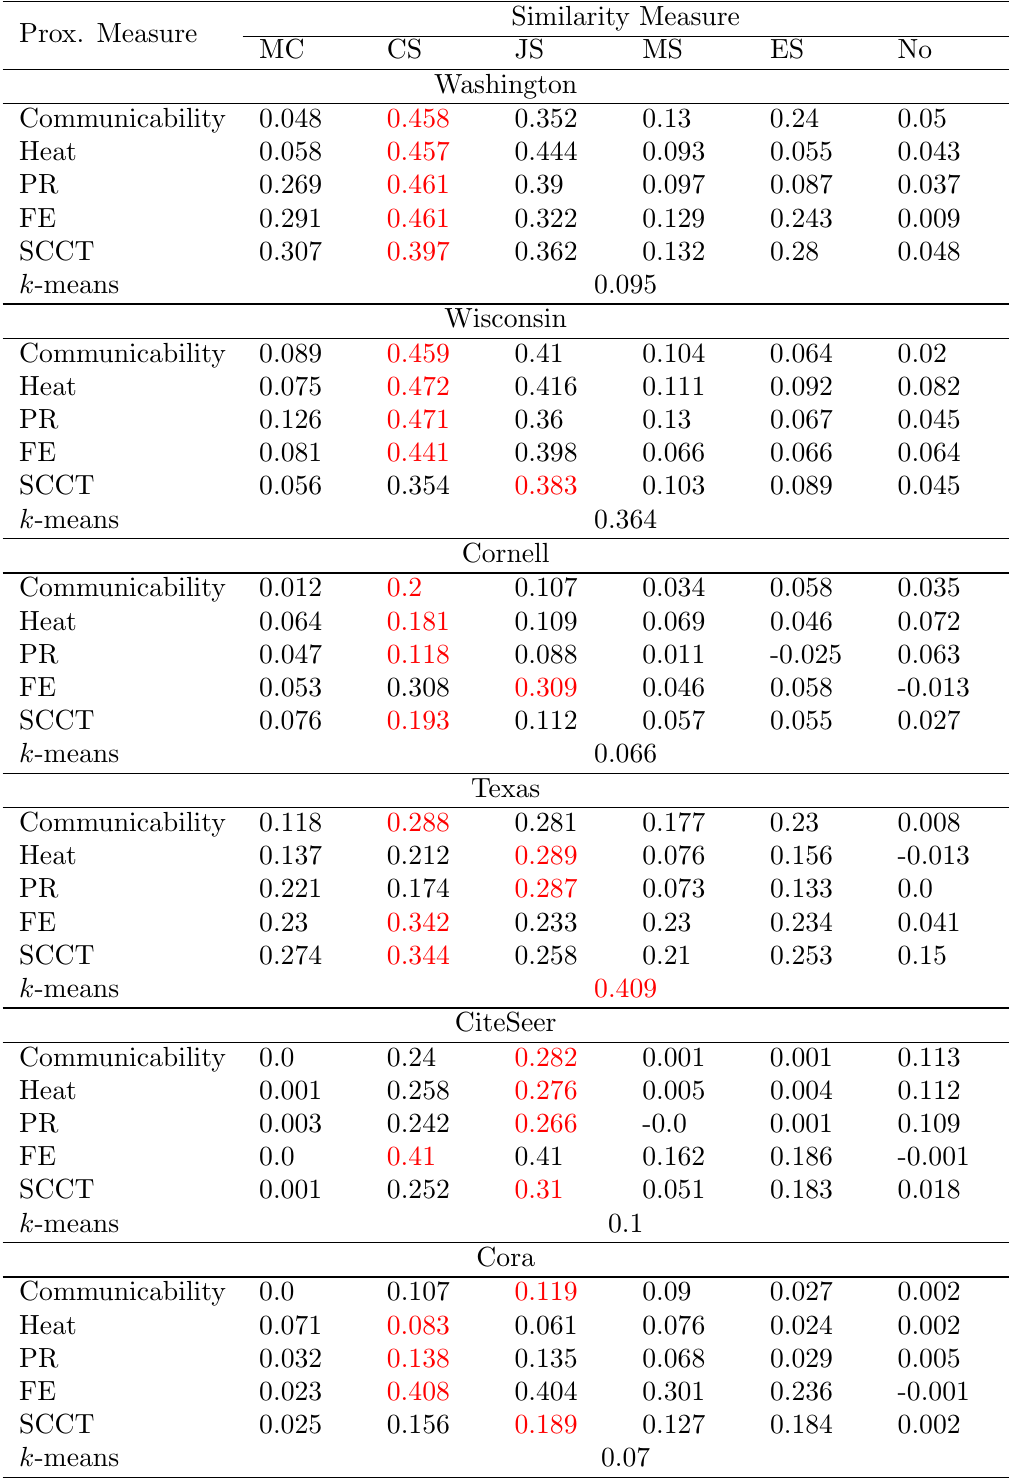 Similarity Measure
Prox. Measure
MC CS JS MS ES No
Washington
Communicability 0.048 0.458 0.352 0.13 0.24 0.05
Heat 0.058 0.457 0.444 0.093 0.055 0.043
PR 0.269 0.461 0.39 0.097 0.087 0.037
FE 0.291 0.461 0.322 0.129 0.243 0.009
SCCT 0.307 0.397 0.362 0.132 0.28 0.048
k-means 0.095
Wisconsin
Communicability 0.089 0.459 0.41 0.104 0.064 0.02
Heat 0.075 0.472 0.416 0.111 0.092 0.082
PR 0.126 0.471 0.36 0.13 0.067 0.045
FE 0.081 0.441 0.398 0.066 0.066 0.064
SCCT 0.056 0.354 0.383 0.103 0.089 0.045
k-means 0.364
Cornell
Communicability 0.012 0.2 0.107 0.034 0.058 0.035
Heat 0.064 0.181 0.109 0.069 0.046 0.072
PR 0.047 0.118 0.088 0.011 -0.025 0.063
FE 0.053 0.308 0.309 0.046 0.058 -0.013
SCCT 0.076 0.193 0.112 0.057 0.055 0.027
k-means 0.066
Texas
Communicability 0.118 0.288 0.281 0.177 0.23 0.008
Heat 0.137 0.212 0.289 0.076 0.156 -0.013
PR 0.221 0.174 0.287 0.073 0.133 0.0
FE 0.23 0.342 0.233 0.23 0.234 0.041
SCCT 0.274 0.344 0.258 0.21 0.253 0.15
k-means 0.409
CiteSeer
Communicability 0.0 0.24 0.282 0.001 0.001 0.113
Heat 0.001 0.258 0.276 0.005 0.004 0.112
PR 0.003 0.242 0.266 -0.0 0.001 0.109
FE 0.0 0.41 0.41 0.162 0.186 -0.001
SCCT 0.001 0.252 0.31 0.051 0.183 0.018
k-means 0.1
Cora
Communicability 0.0 0.107 0.119 0.09 0.027 0.002
Heat 0.071 0.083 0.061 0.076 0.024 0.002
PR 0.032 0.138 0.135 0.068 0.029 0.005
FE 0.023 0.408 0.404 0.301 0.236 -0.001
SCCT 0.025 0.156 0.189 0.127 0.184 0.002
k-means 0.07